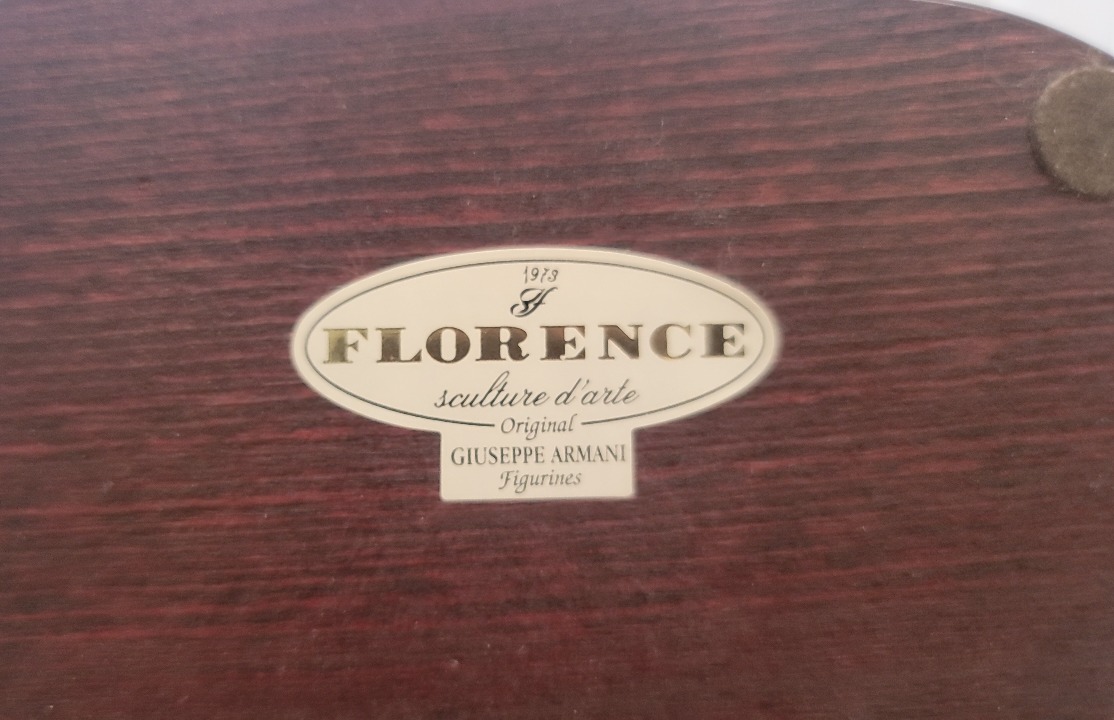 1973
FLORENCE
sculture d'arte
Original
GIUSEPPE ARMANI
Figurines